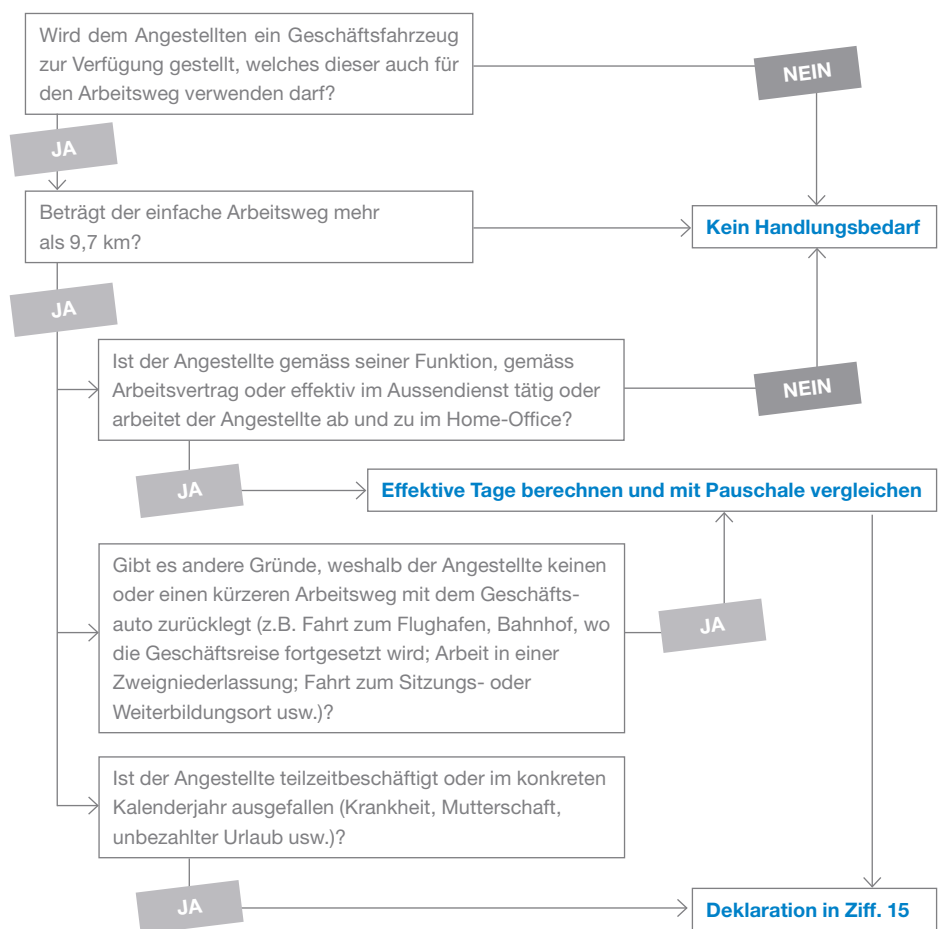 Wird dem Angestellten ein Geschäftsfahrzeug
zur Verfügung gestellt, welches dieser auch für
den Arbeitsweg verwenden darf?
NEIN
JA
Beträgt der einfache Arbeitsweg mehr
als 9,7 km?
Kein Handlungsbedarf
JA
Ist der Angestellte gemäss seiner Funktion, gemäss
Arbeitsvertrag oder effektiv im Aussendienst tätig oder
arbeitet der Angestellte ab und zu im Home-Office?
NEIN
JA
Effektive Tage berechnen und mit Pauschale vergleichen
Gibt es andere Gründe, weshalb der Angestellte keinen
oder einen kürzeren Arbeitsweg mit dem Geschäfts-
auto zurücklegt (z.B. Fahrt zum Flughafen, Bahnhof, wo
die Geschäftsreise fortgesetzt wird; Arbeit in einer
Zweigniederlassung; Fahrt zum Sitzungs- oder
Weiterbildungsort usw.)?
JA
Ist der Angestellte teilzeitbeschäftigt oder im konkreten
Kalenderjahr ausgefallen (Krankheit, Mutterschaft,
unbezahlter Urlaub usw.)?
JA
Deklaration in Ziff. 15